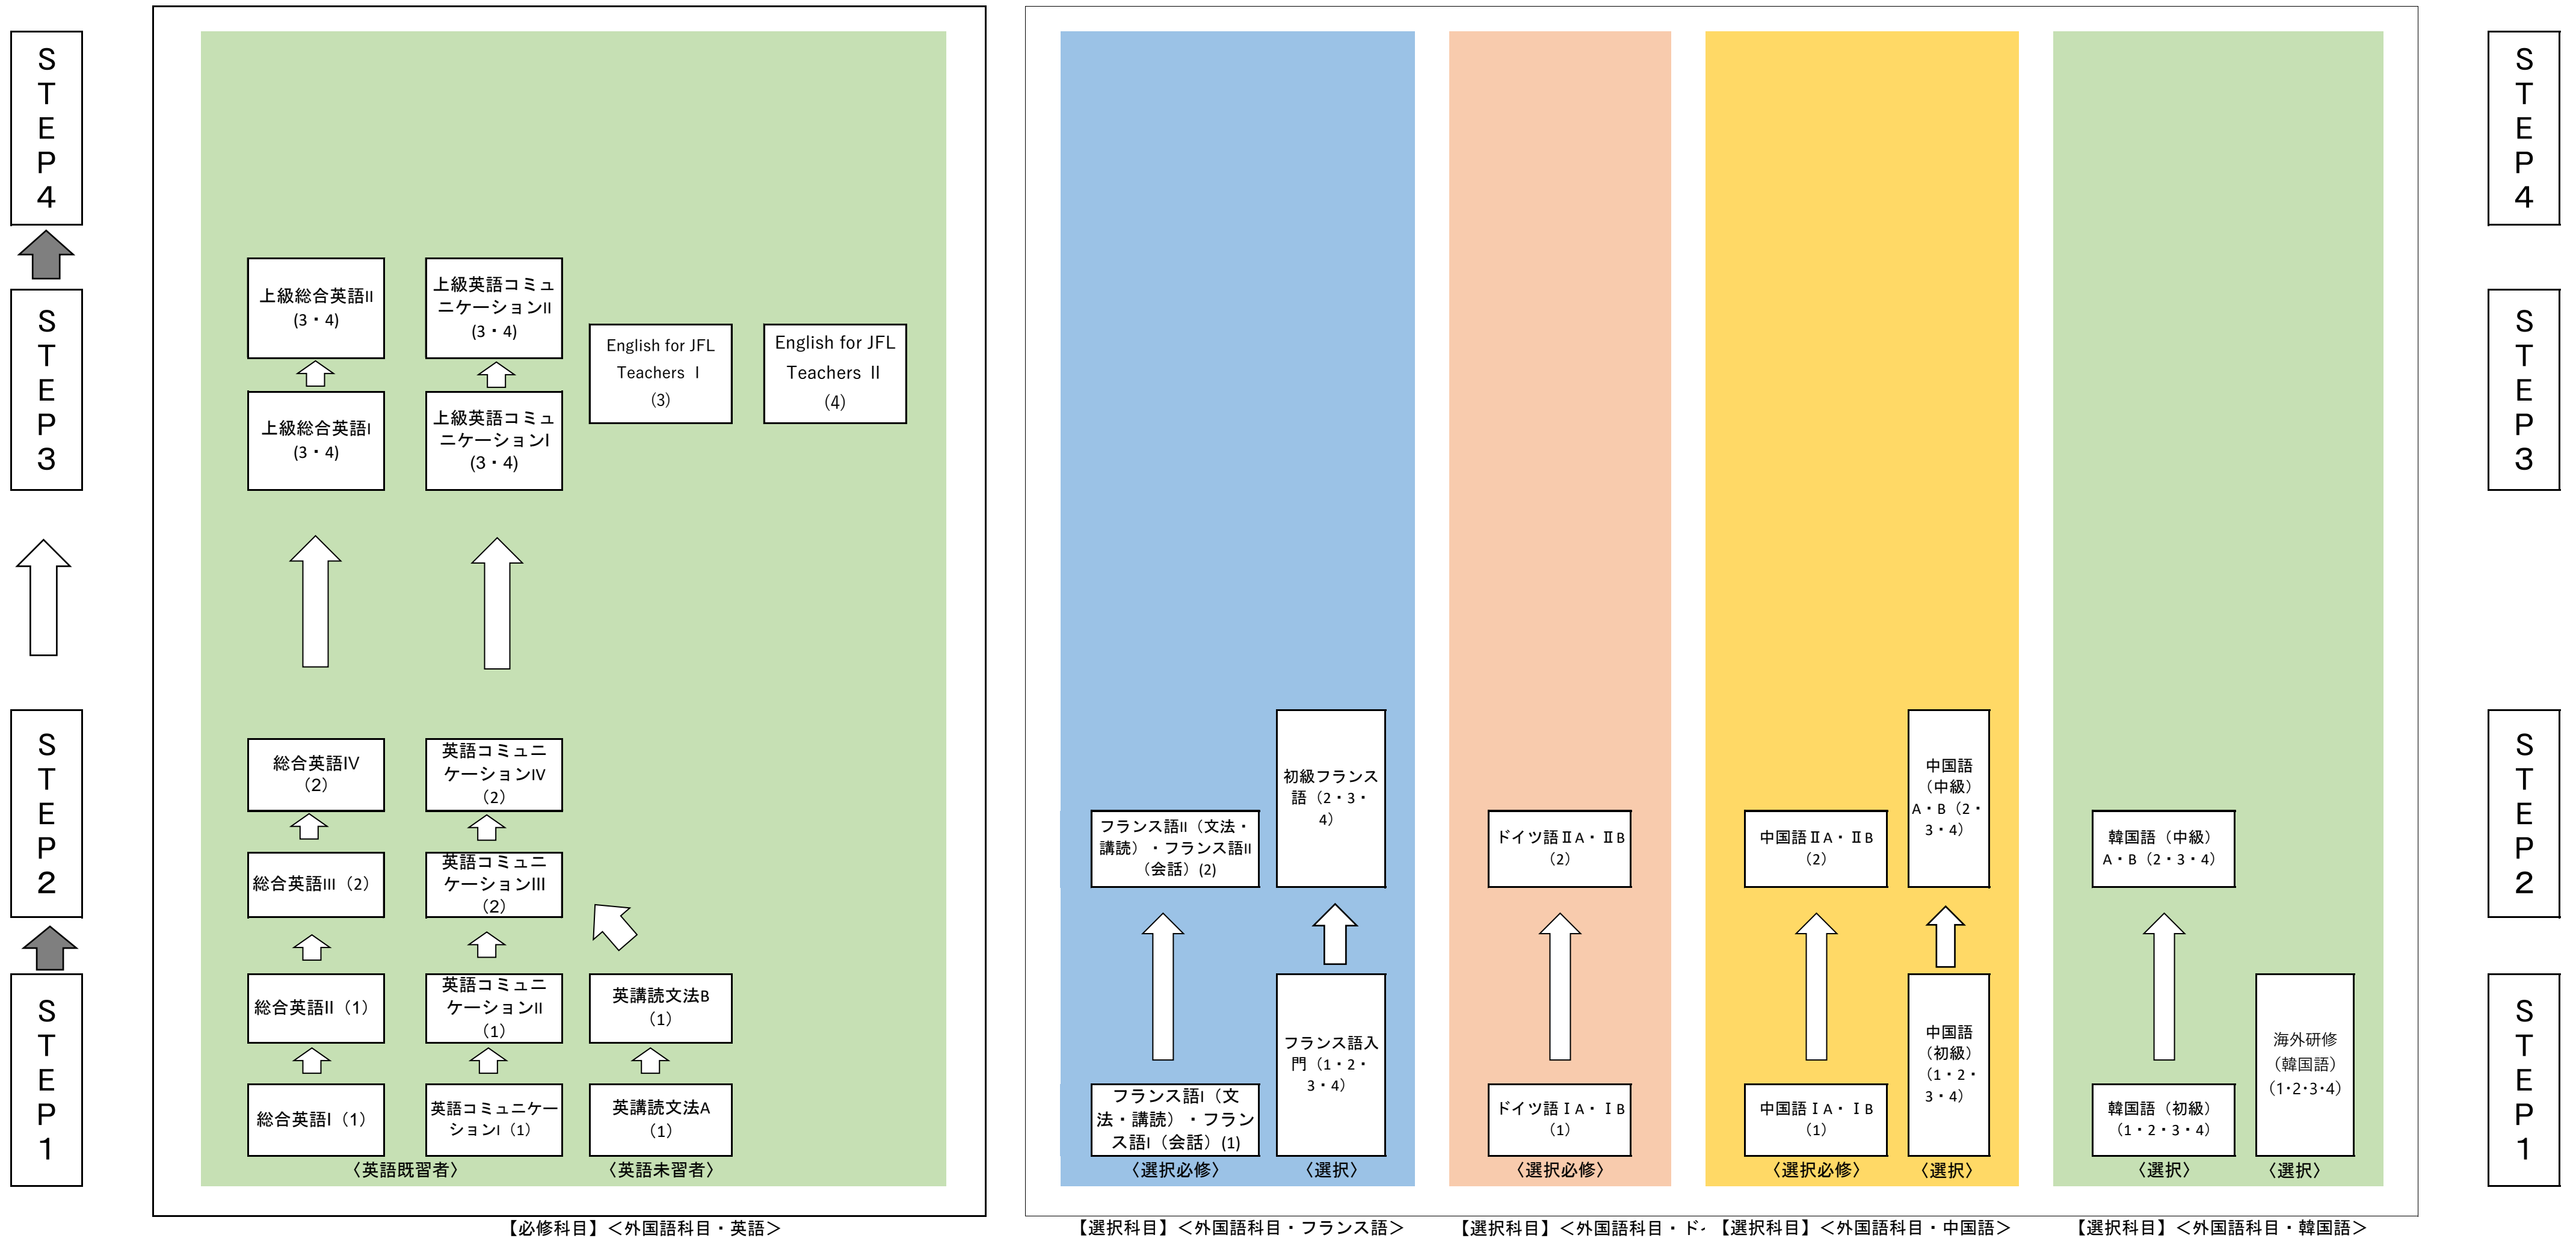 STEP4
STEP3
STEP2
STEP1
上級総合英語II
(3・4)
上級総合英語I
(3・4)
総合英語IV
（2）
総合英語III（2）
総合英語II（1）
総合英語I（1）
上級英語コミュ
ニケーションII
(3・4)
上級英語コミュ
ニケーションI
(3・4)
英語コミュニ
ケーションIV
（2）
英語コミュニ
ケーションIII
（2）
英語コミュニ
ケーションII
（1）
英語コミュニケー
ションI（1）
〈英語既習者〉
English for JFL
Teachers Ⅰ
（3）
English for JFL
Teachers Ⅱ
（4）
英講読文法B
（1）
英講読文法A
（1）
〈英語未習者〉
【必修科目】＜外国語科目・英語＞
フランス語II（文法・
講読）・フランス語II
（会話）(2)
フランス語I（文
法・講読）・フラン
ス語I（会話）(1)
〈選択必修〉
初級フランス
語（2・3・
4）
フランス語入
門（1・2・
3・4）
〈選択〉
【選択科目】＜外国語科目・フランス語＞
ドイツ語ⅡA・ⅡB
（2）
ドイツ語ⅠA・ⅠB
（1）
〈選択必修〉
【選択科目】＜外国語科目・ド
中国語ⅡA・ⅡB
（2）
中国語ⅠA・ⅠB
（1）
〈選択必修〉
中国語
（中級）
A・B（2・
3・4）
中国語
（初級）
（1・2・
3・4）
〈選択〉
【選択科目】＜外国語科目・中国語＞
韓国語（中級）
A・B（2・3・4）
韓国語（初級）
（1・2・3・4）
〈選択〉
海外研修
（韓国語）
（1・2・3・4）
〈選択〉
【選択科目】＜外国語科目・韓国語＞
STEP4
STEP3
STEP2
STEP1